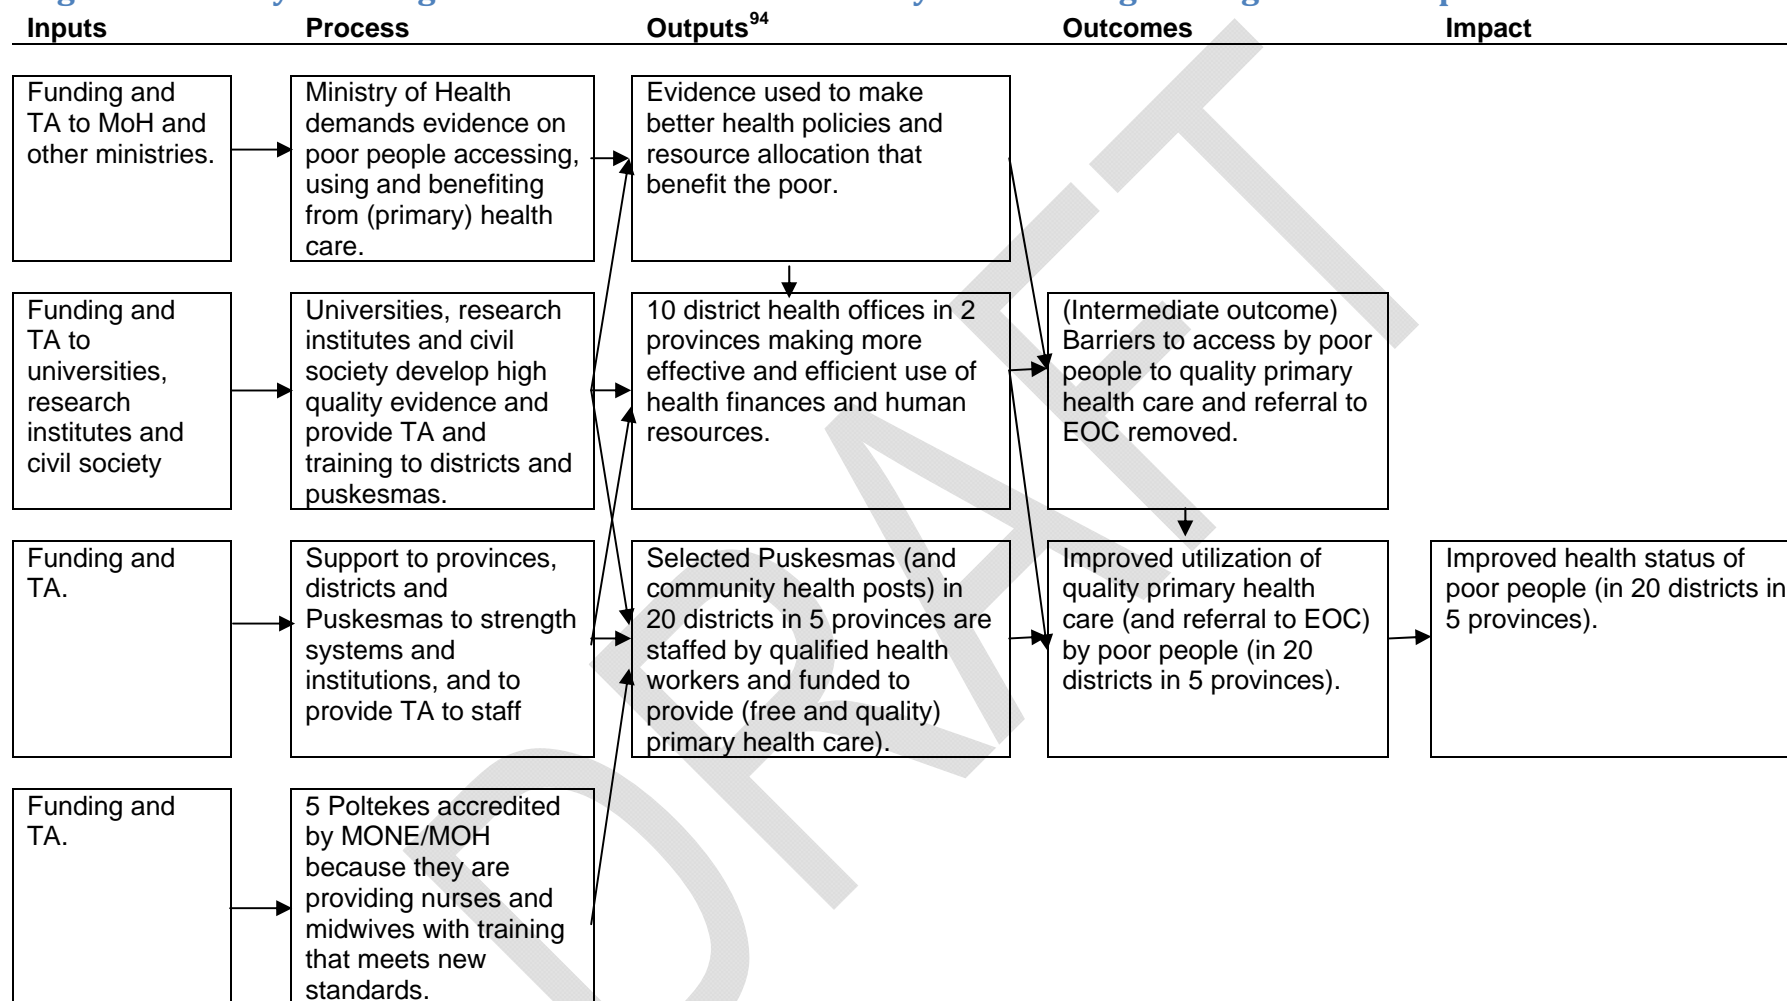 Inputs
Process
Outputs94
Outcomes
Impact
Funding and
TA to MoH and
other ministries.
Ministry of Health
demands evidence on
poor people accessing,
using and benefiting
from (primary) health
care.
Evidence used to make
better health policies and
resource allocation that
benefit the poor.
Funding and
TA to
universities,
research
institutes and
civil society
Universities, research
institutes and civil
society develop high
quality evidence and
provide TA and
training to districts and
puskesmas.
10 district health offices in 2
provinces making more
effective and efficient use of
health finances and human
resources.
(Intermediate outcome)
Barriers to access by poor
people to quality primary
health care and referral to
EOC removed.
Funding and
TA.
Support to provinces,
districts and
Puskesmas to strength
systems and
institutions, and to
provide TA to staff
Selected Puskesmas (and
community health posts) in
20 districts in 5 provinces are
staffed by qualified health
workers and funded to
provide (free and quality)
primary health care).
Improved utilization of
quality primary health
care (and referral to EOC)
by poor people (in 20
districts in 5 provinces).
Improved health status of
poor people (in 20 districts in
5 provinces).
Funding and
TA.
5 Poltekes accredited
by MONE/MOH
because they are
providing nurses and
midwives with training
that meets new
standards.
DRAFT